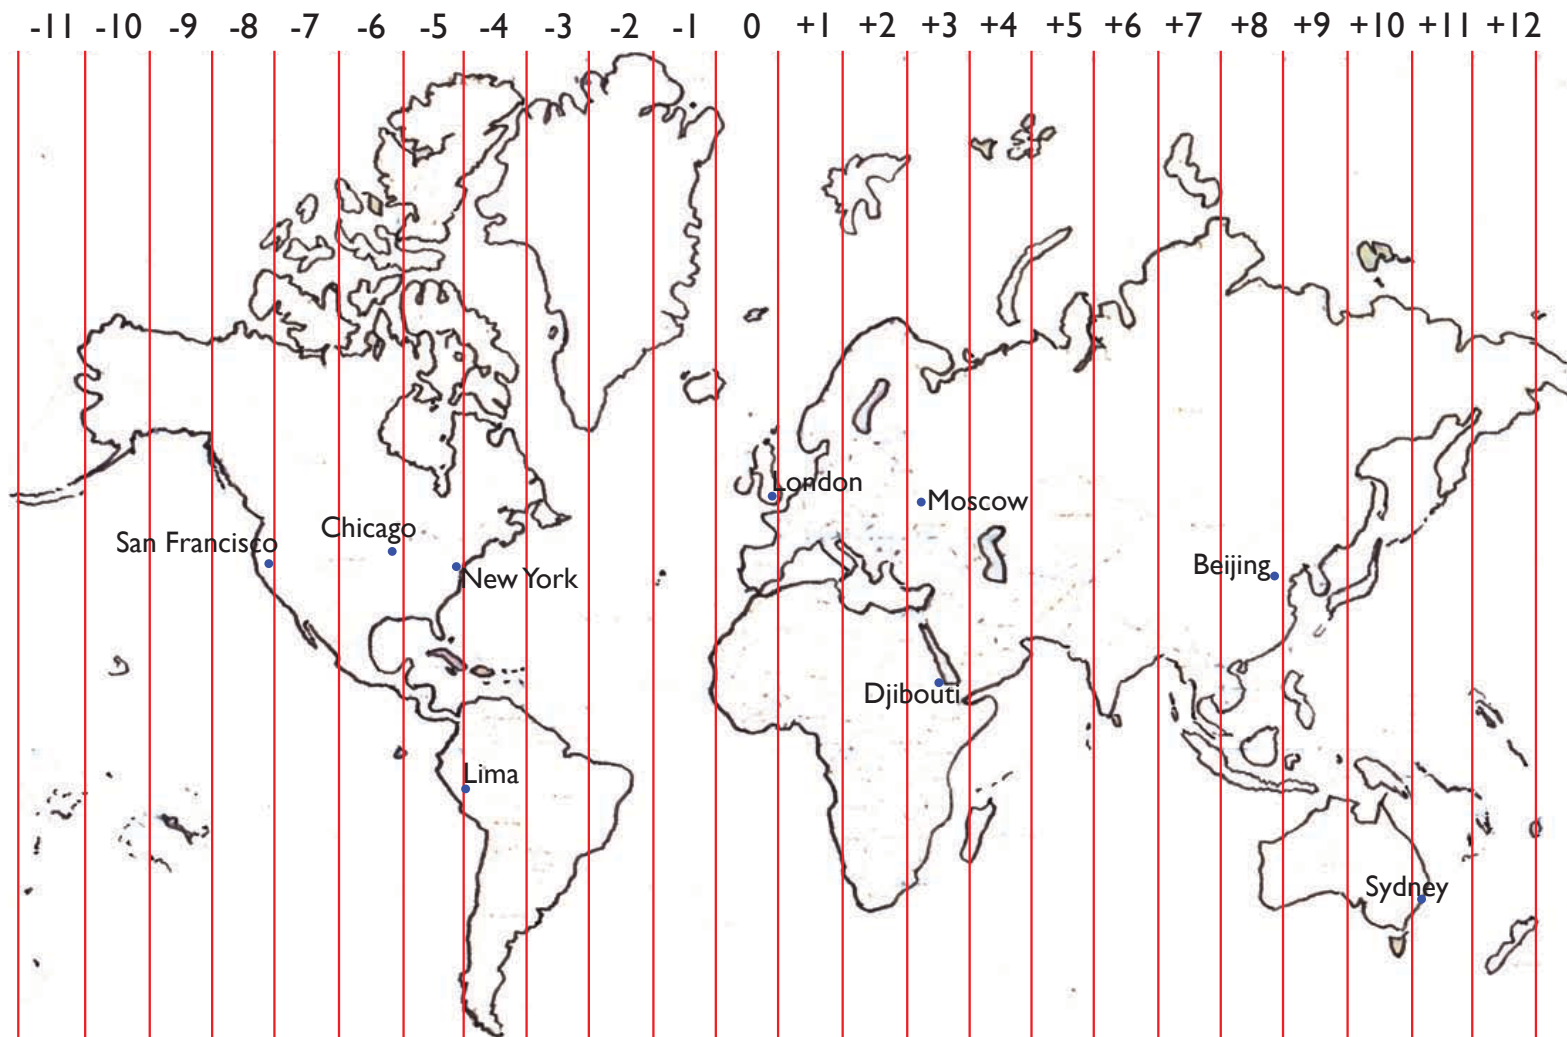 -11 -10 -9 -8 -7 -6 -5 -4 -3 -2 -1 0 +1 +2 +3 +4 +5 +6 +7 +8 +9 +10 +11 +12
London
Moscow
Chicago
San Francisco
New York
Beijing
Djibouti
Lima
Sydney